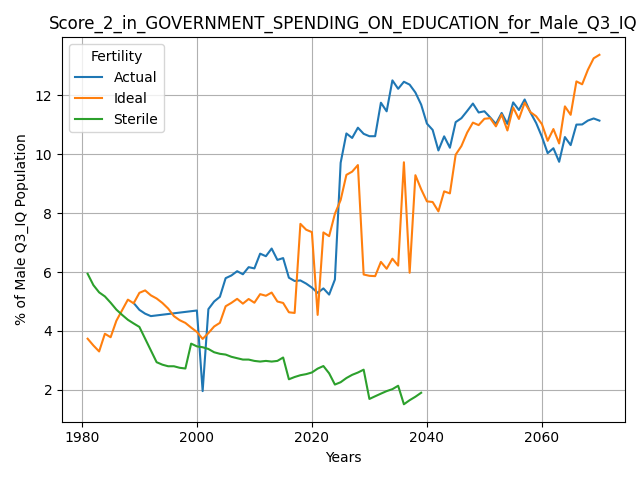 Score_2_in_GOVERNMENT_SPENDING_ON_EDUCATION_for_Male_Q3_IQ
Fertility
Actual
Ideal
Sterile
% of Male Q3_IQ Population
12
10
8
6
4
2
1980
2000
2020
2040
2060
Years